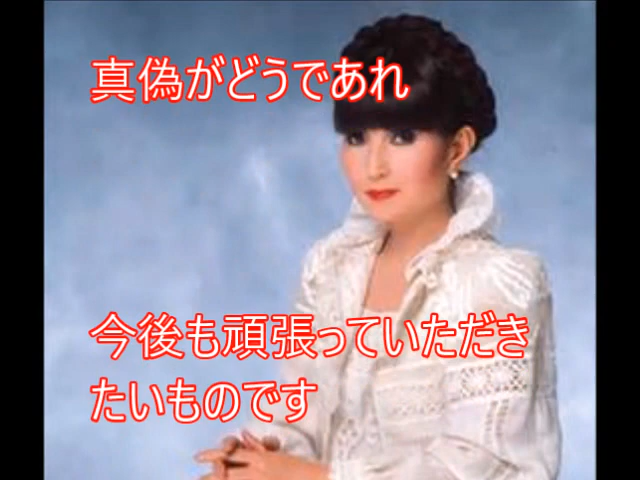 真偽がどうであれ
今後も頑張っていただき
たいものです